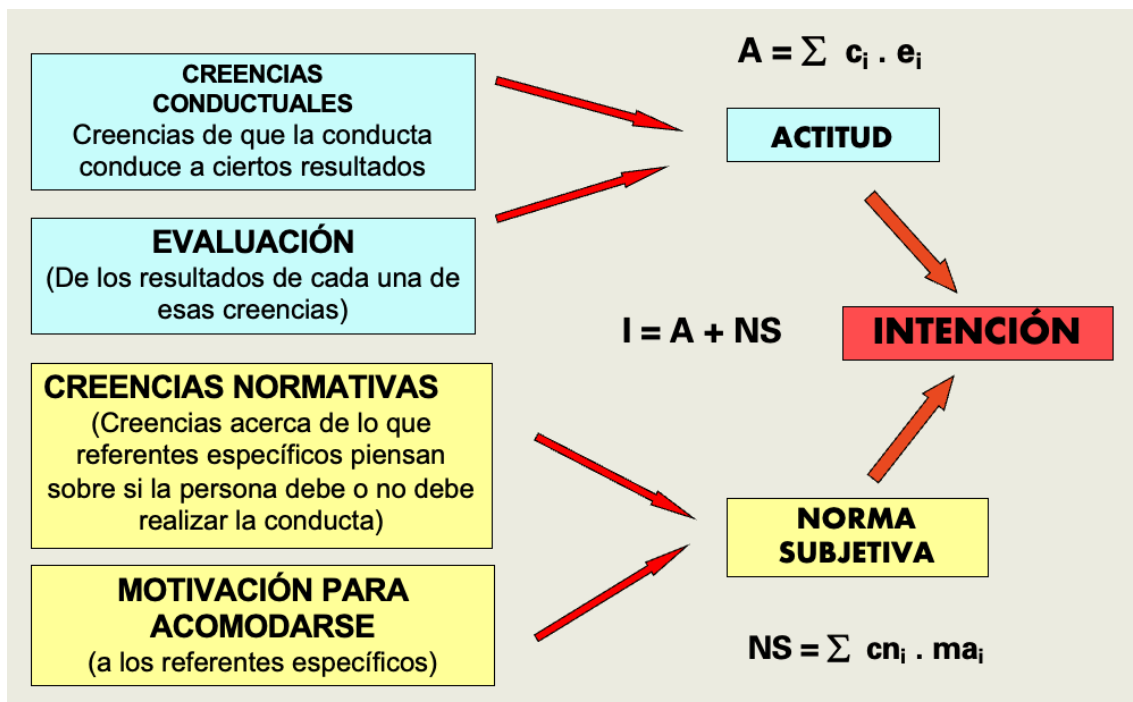 CREENCIAS
CONDUCTUALES
Creencias de que la conducta
conduce a ciertos resultados
EVALUACIÓN
(De los resultados de cada una de
esas creencias)
CREENCIAS NORMATIVAS
(Creencias acerca de lo que
referentes específicos piensan
sobre si la persona debe o no debe
realizar la conducta)
MOTIVACIÓN PARA
ACOMODARSE
(a los referentes específicos)
A = Σ cᵢ . eᵢ
ACTITUD
I = A + NS
INTENCIÓN
NORMA
SUBJETIVA
NS = Σ cnᵢ . maᵢ